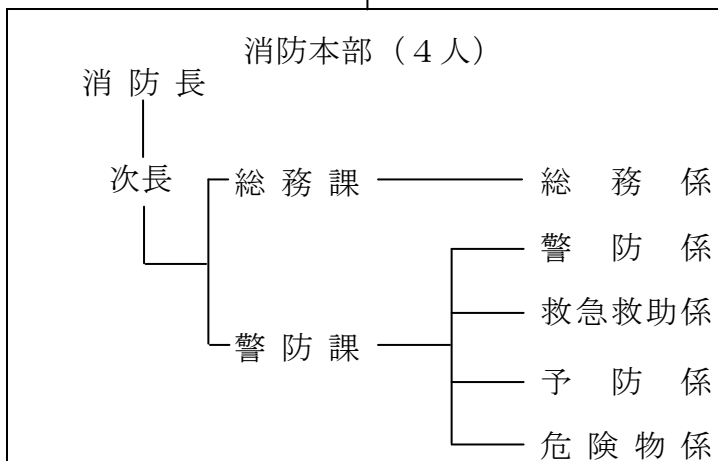 消防本部（４人）
消防長
次長
総務課
総務係
警防係
救急救助係
警防課
予防係
危険物係